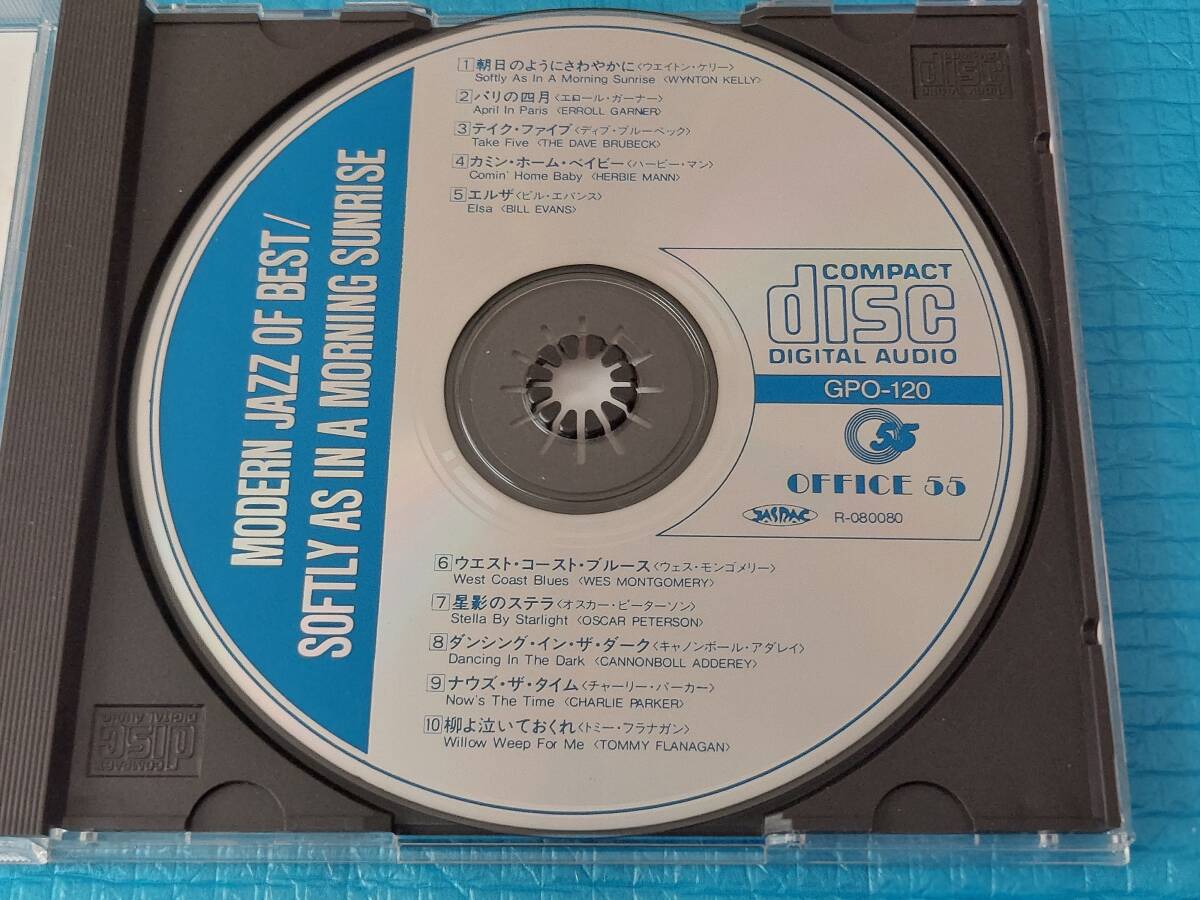 MODERN JAZZ OF BEST/
SOFTLY AS IN A MORNING SUNRISE
1 朝日のようにさわやかに〈ウエイトン・ケリー〉
Softly As In A Morning Sunrise 〈WYNTON KELLY〉
2 パリの四月〈エロール・ガーナー〉
April In Paris 〈ERROLL GARNER〉
3 テイク・ファイブ〈ディブ・ブルーベック〉
Take Five 〈THE DAVE BRUBECK〉
4 カミン・ホーム・ベイビー〈ハービー・マン〉
Comin' Home Baby 〈HERBIE MANN〉
5 エルザ〈ビル・エバンス〉
Elsa 〈BILL EVANS〉
COMPACT
disc
DIGITAL AUDIO
GPO-120
55
OFFICE 55
JASRAC R-080080
6 ウエスト・コースト・ブルース〈ウェス・モンゴメリー〉
West Coast Blues 〈WES MONTGOMERY〉
7 星影のステラ〈オスカー・ピーターソン〉
Stella By Starlight 〈OSCAR PETERSON〉
8 ダンシング・イン・ザ・ダーク〈キャノンボール・アダレイ〉
Dancing In The Dark 〈CANNONBOLL ADDEREY〉
9 ナウズ・ザ・タイム〈チャーリー・パーカー〉
Now's The Time 〈CHARLIE PARKER〉
10 柳よ泣いておくれ〈トミー・フラナガン〉
Willow Weep For Me 〈TOMMY FLANAGAN〉
COMPACT
disc
DIGITAL AUDIO
COMPACT
disc
DIGITAL AUDIO